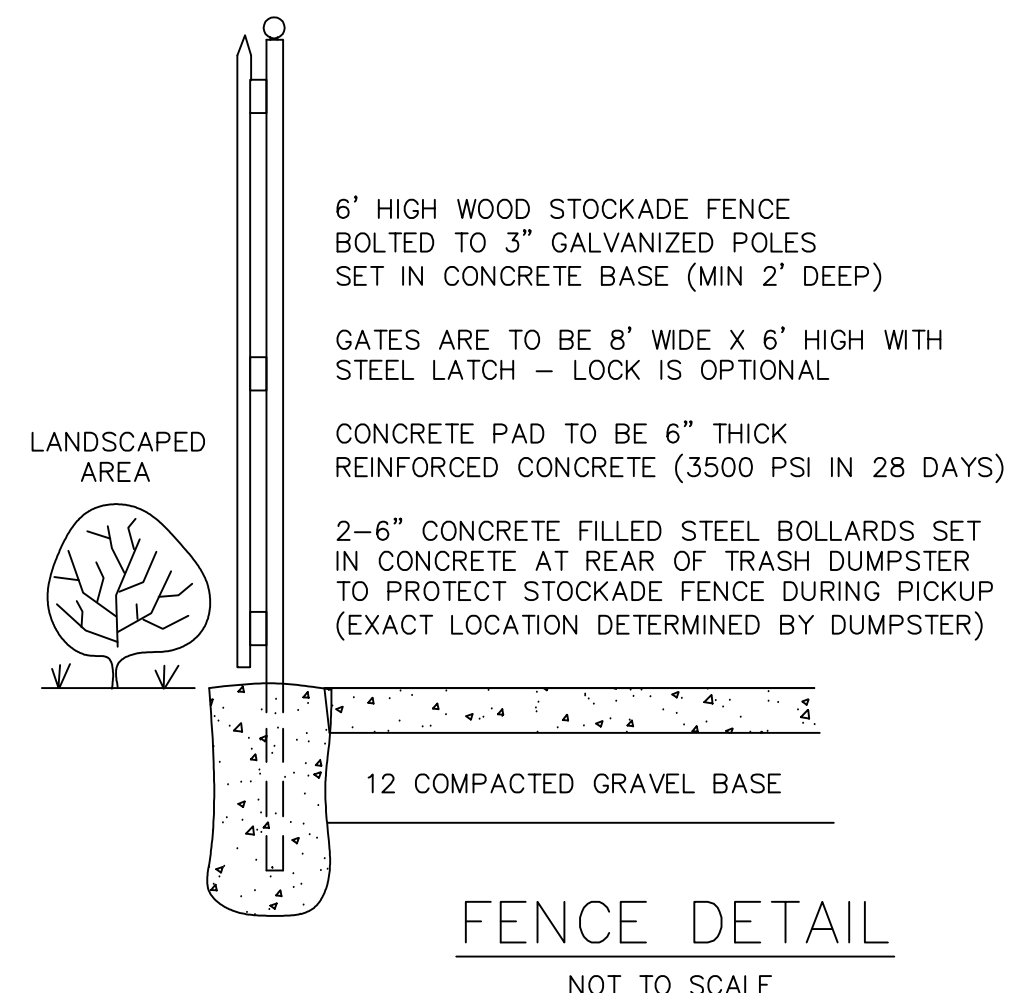 6’ HIGH WOOD STOCKADE FENCE
BOLTED TO 3” GALVANIZED POLES
SET IN CONCRETE BASE (MIN 2’ DEEP)
GATES ARE TO BE 8’ WIDE X 6’ HIGH WITH
STEEL LATCH – LOCK IS OPTIONAL
CONCRETE PAD TO BE 6” THICK
REINFORCED CONCRETE (3500 PSI IN 28 DAYS)
2–6” CONCRETE FILLED STEEL BOLLARDS SET
IN CONCRETE AT REAR OF TRASH DUMPSTER
TO PROTECT STOCKADE FENCE DURING PICKUP
(EXACT LOCATION DETERMINED BY DUMPSTER)
LANDSCAPED
AREA
12 COMPACTED GRAVEL BASE
FENCE DETAIL
NOT TO SCALE